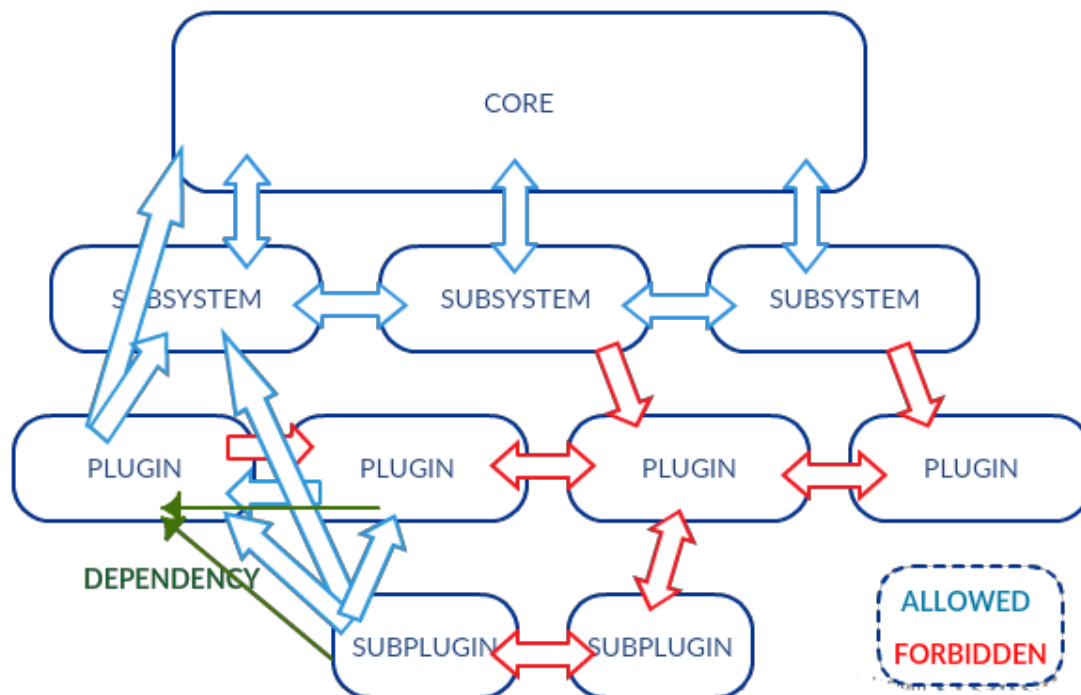 CORE
SUBSYSTEM
SUBSYSTEM
SUBSYSTEM
PLUGIN
PLUGIN
PLUGIN
PLUGIN
DEPENDENCY
SUBPLUGIN
SUBPLUGIN
ALLOWED
FORBIDDEN